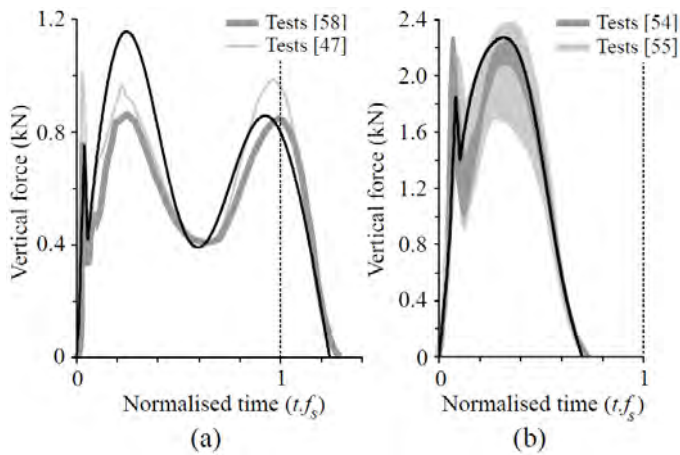 1.2
0.8
0.4
0
Vertical force (kN)
Tests [58]
Tests [47]
0
1
Normalised time (t.fs)
(a)
2.4
2.0
1.6
1.2
0.8
0.4
0
Vertical force (kN)
Tests [54]
Tests [55]
0
1
Normalised time (t.fs)
(b)